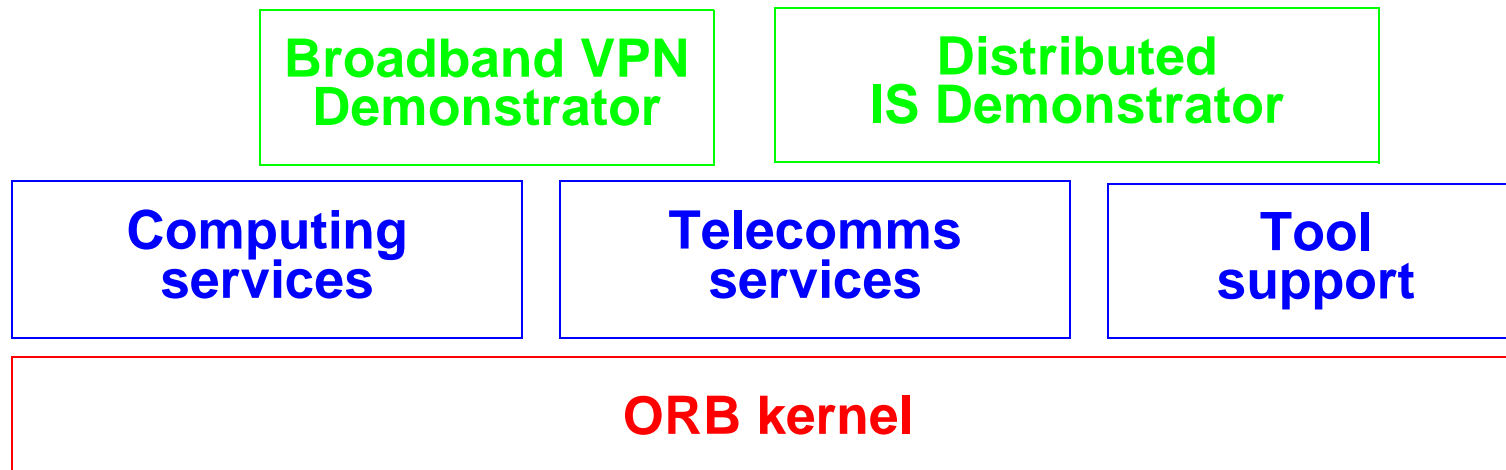 Broadband VPN
Demonstrator
Distributed
IS Demonstrator
Computing
services
Telecomms
services
Tool
support
ORB kernel